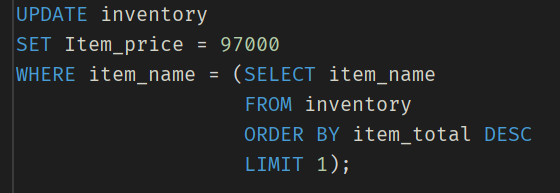 UPDATE inventory
SET Item_price = 97000
WHERE item_name = (SELECT item_name
FROM inventory
ORDER BY item_total DESC
LIMIT 1);